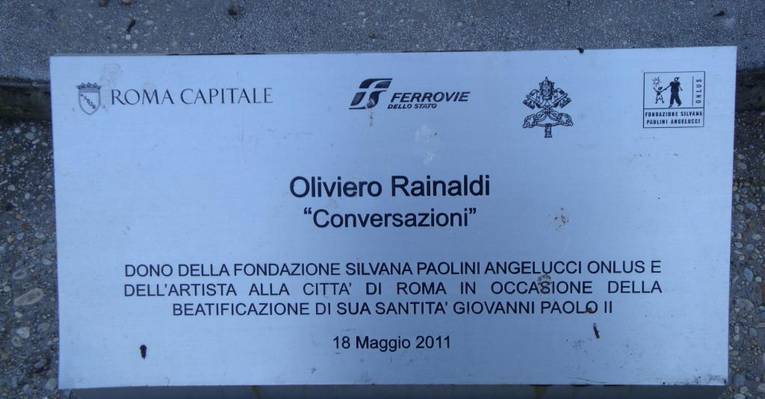 ROMA CAPITALE
FERROVIE
DELLO STATO
ONLUS
FONDAZIONE SILVANA
PAOLINI ANGELUCCI
Oliviero Rainaldi
“Conversazioni”
DONO DELLA FONDAZIONE SILVANA PAOLINI ANGELUCCI ONLUS E
DELL'ARTISTA ALLA CITTA' DI ROMA IN OCCASIONE DELLA
BEATIFICAZIONE DI SUA SANTITA' GIOVANNI PAOLO II
18 Maggio 2011